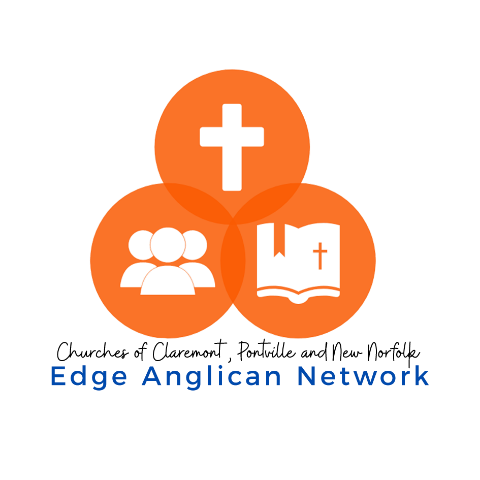 Churches of Claremont, Pontville and New Norfolk
Edge Anglican Network